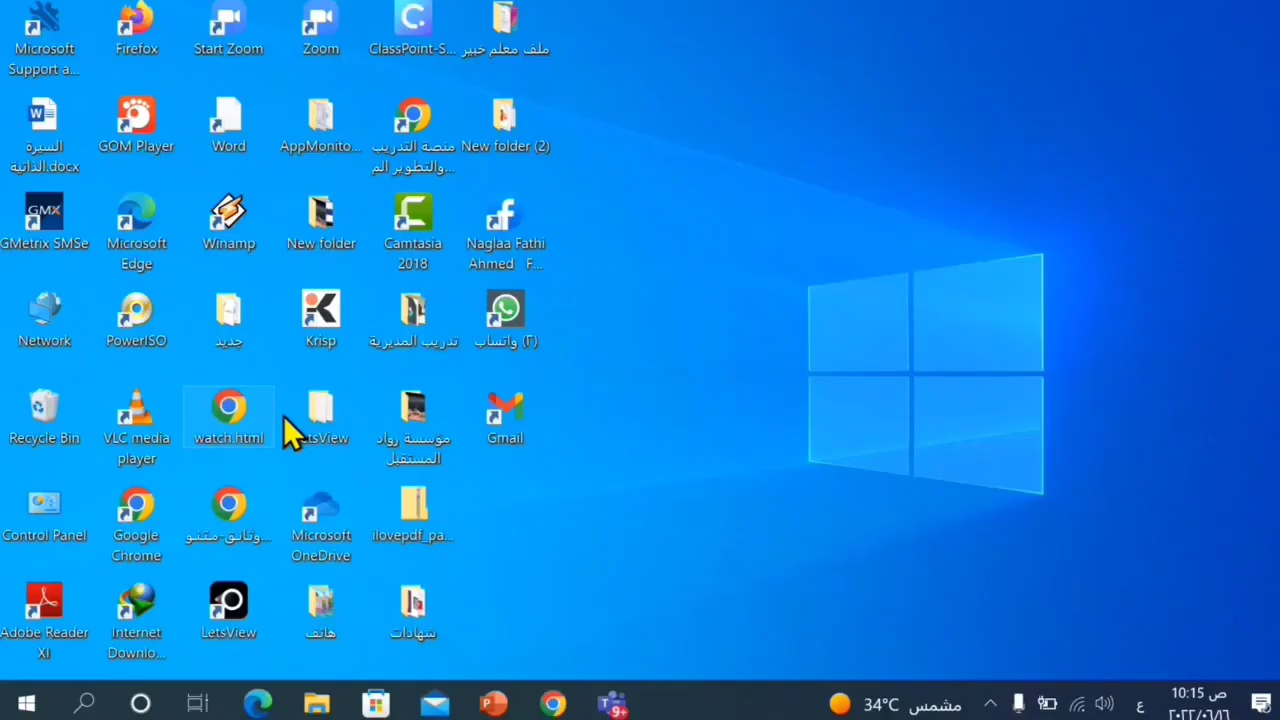 Microsoft
Support a...
Firefox
Start Zoom
Zoom
ClassPoint-S...
ملف معلم خبير
السيرة
الذاتية.docx
GOM Player
Word
AppMonito...
منصة التدريب
والتطوير الم...
New folder (2)
GMX
GMetrix SMSe
Microsoft
Edge
Winamp
New folder
Camtasia
2018
Naglaa Fathi
Ahmed F...
Network
PowerISO
جديد
Krisp
تدريب المديرية
(٢) واتساب
Recycle Bin
VLC media
player
watch.html
مؤسسة رواد
المستقبل
Gmail
Control Panel
Google
Chrome
وثائق-متنو...
Microsoft
OneDrive
ilovepdf_pa...
Adobe Reader
XI
Internet
Downlo...
LetsView
هاتف
شهادات
34°C مشمس
9+
ع
10:15 ص